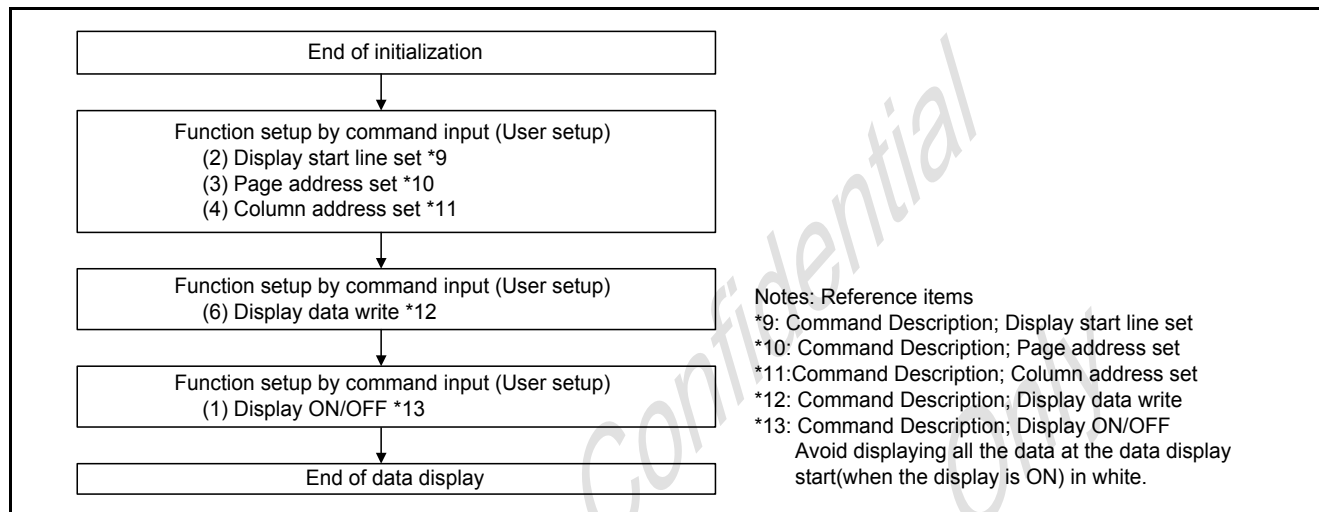 End of initialization
Function setup by command input (User setup)
(2) Display start line set *9
(3) Page address set *10
(4) Column address set *11
Function setup by command input (User setup)
(6) Display data write *12
Function setup by command input (User setup)
(1) Display ON/OFF *13
End of data display
Notes: Reference items
*9: Command Description; Display start line set
*10: Command Description; Page address set
*11:Command Description; Column address set
*12: Command Description; Display data write
*13: Command Description; Display ON/OFF
Avoid displaying all the data at the data display
start(when the display is ON) in white.
Confidential
Only